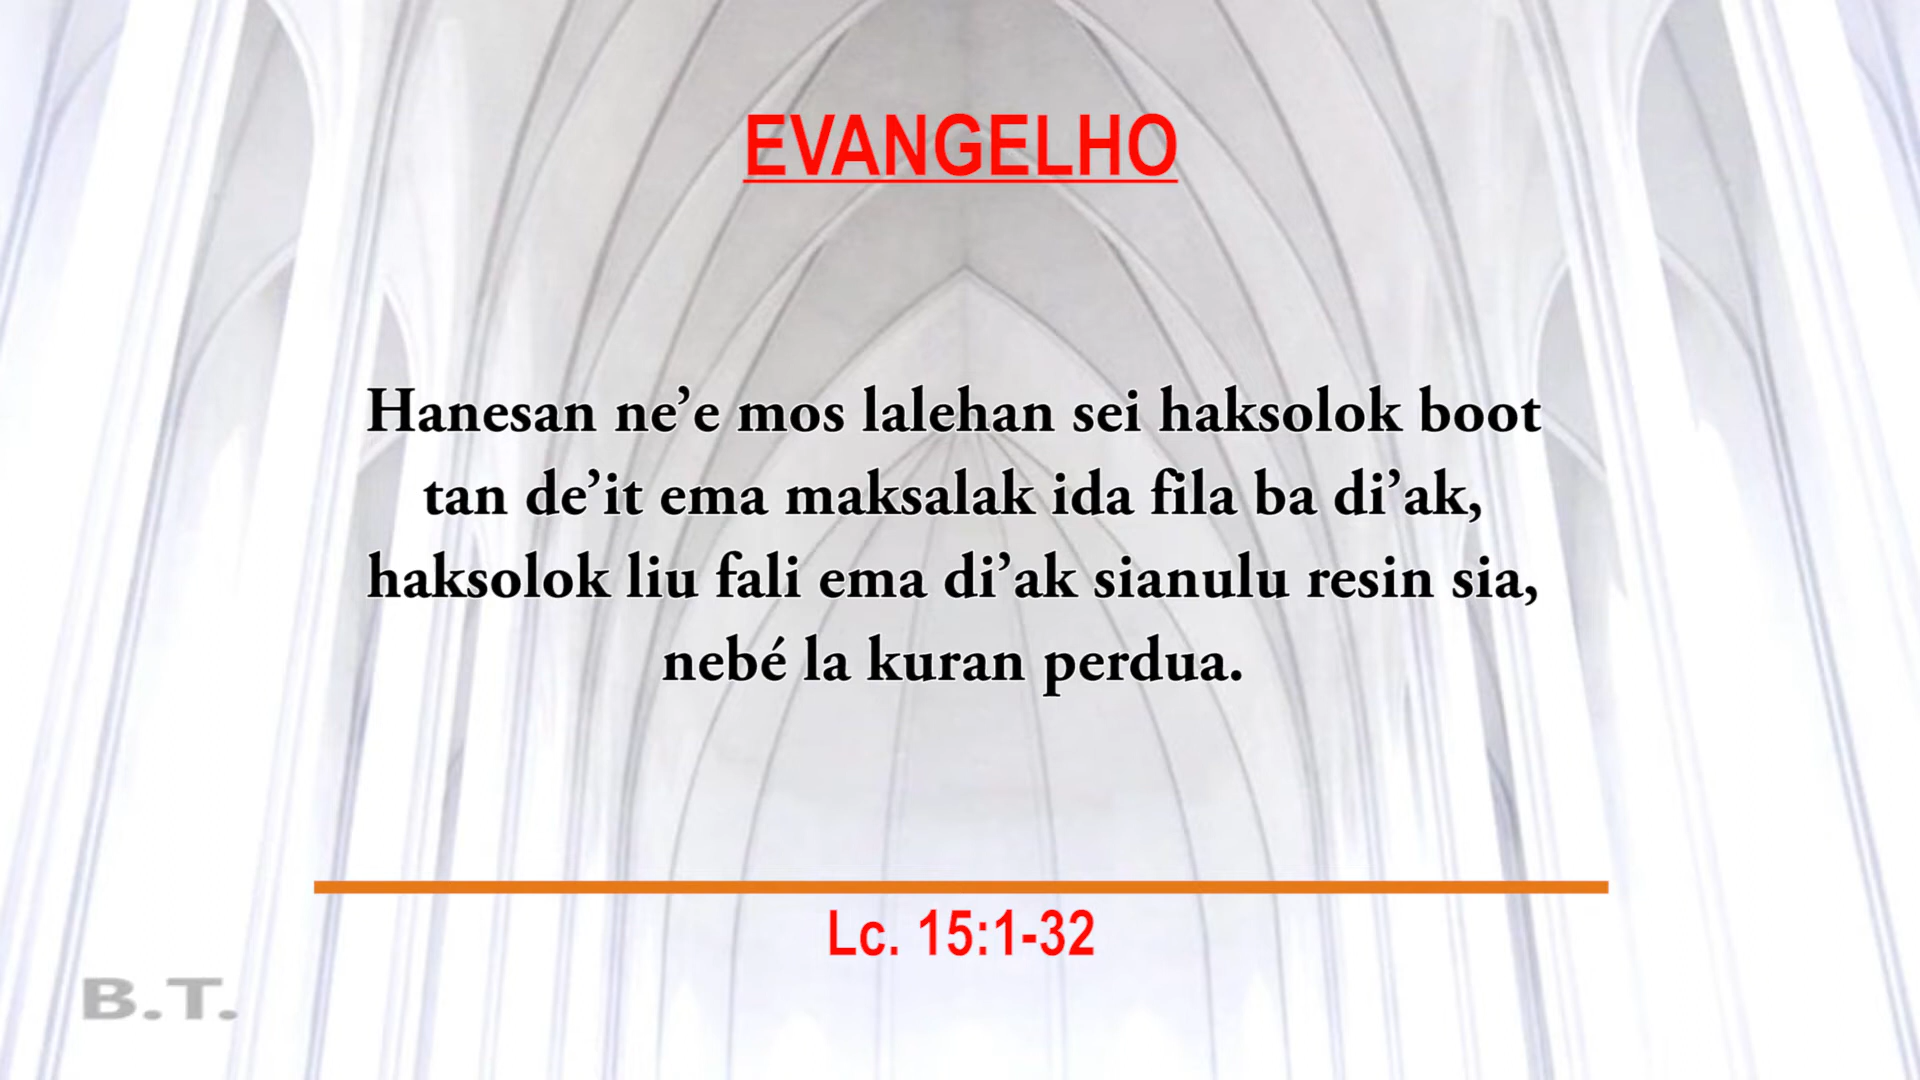 EVANGELHO
Hanesan ne’e mos lalehan sei haksolok boot
tan de’it ema maksalak ida fila ba di’ak,
haksolok liu fali ema di’ak sianulu resin sia,
nebé la kuran perdua.
Lc. 15:1-32
B.T.